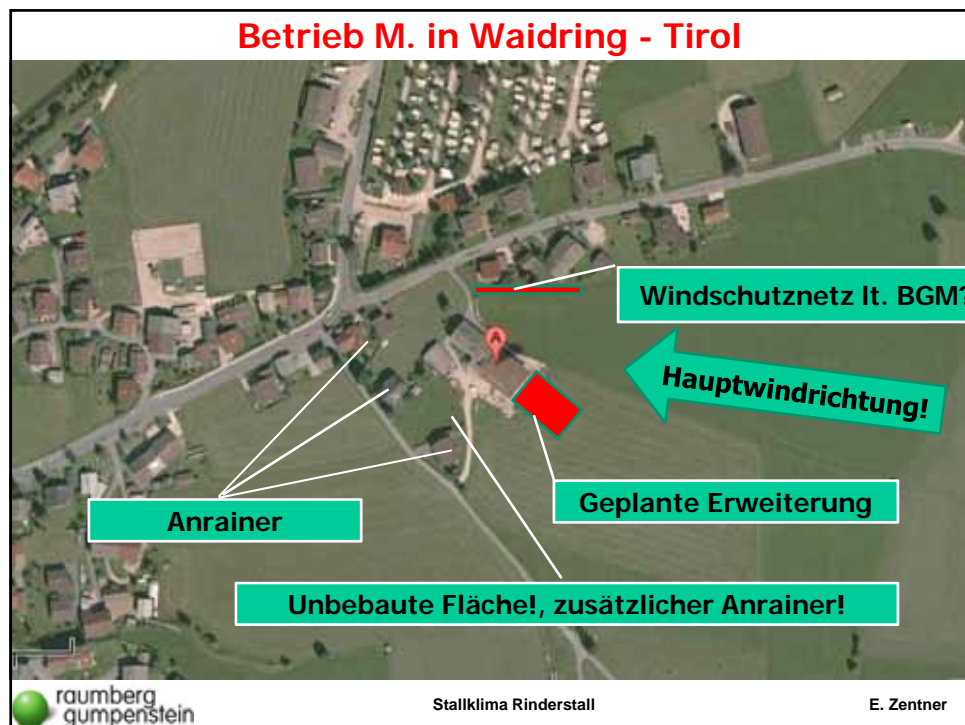 Betrieb M. in Waidring - Tirol
Windschutznetz lt. BGM?
A
Hauptwindrichtung!
Geplante Erweiterung
Anrainer
Unbebaute Fläche!, zusätzlicher Anrainer!
raumberg
gumpenstein
Stallklima Rinderstall
E. Zentner